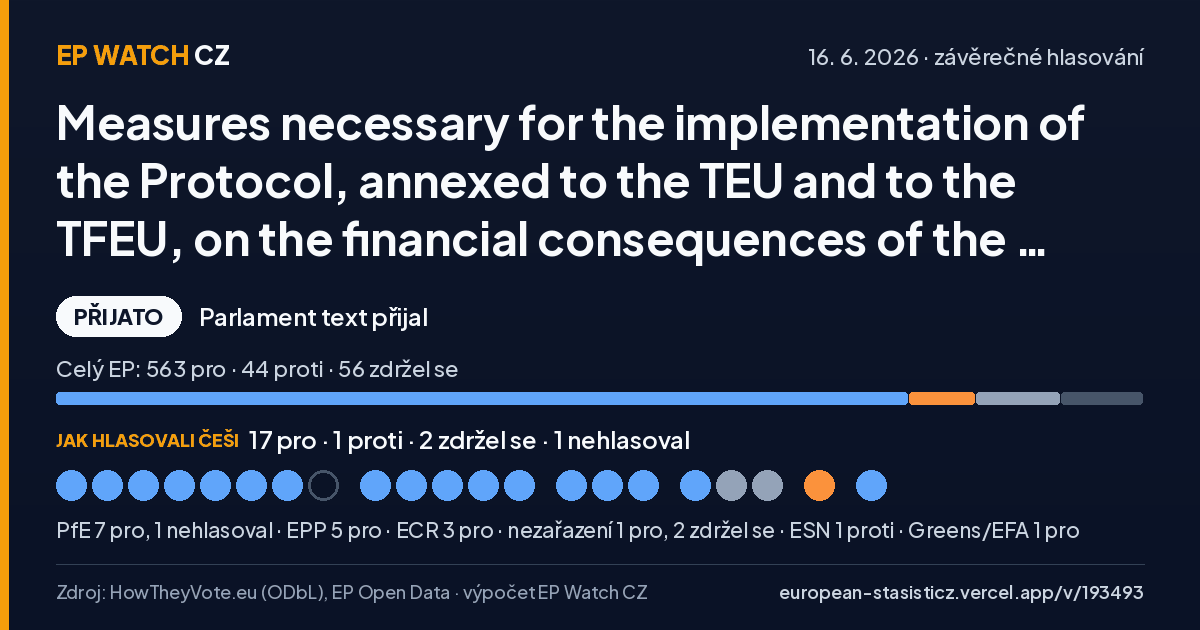 EP WATCH CZ
16. 6. 2026 · závěrečné hlasování
Measures necessary for the implementation of
the Protocol, annexed to the TEU and to the
TFEU, on the financial consequences of the …
PŘIJATO
Parlament text přijal
Celý EP: 563 pro · 44 proti · 56 zdržel se
JAK HLASOVALI ČEŠI 17 pro · 1 proti · 2 zdržel se · 1 nehlasoval
PfE 7 pro, 1 nehlasoval · EPP 5 pro · ECR 3 pro · nezařazení 1 pro, 2 zdržel se · ESN 1 proti · Greens/EFA 1 pro
Zdroj: HowTheyVote.eu (ODbL), EP Open Data · výpočet EP Watch CZ
european-stasisticz.vercel.app/v/193493